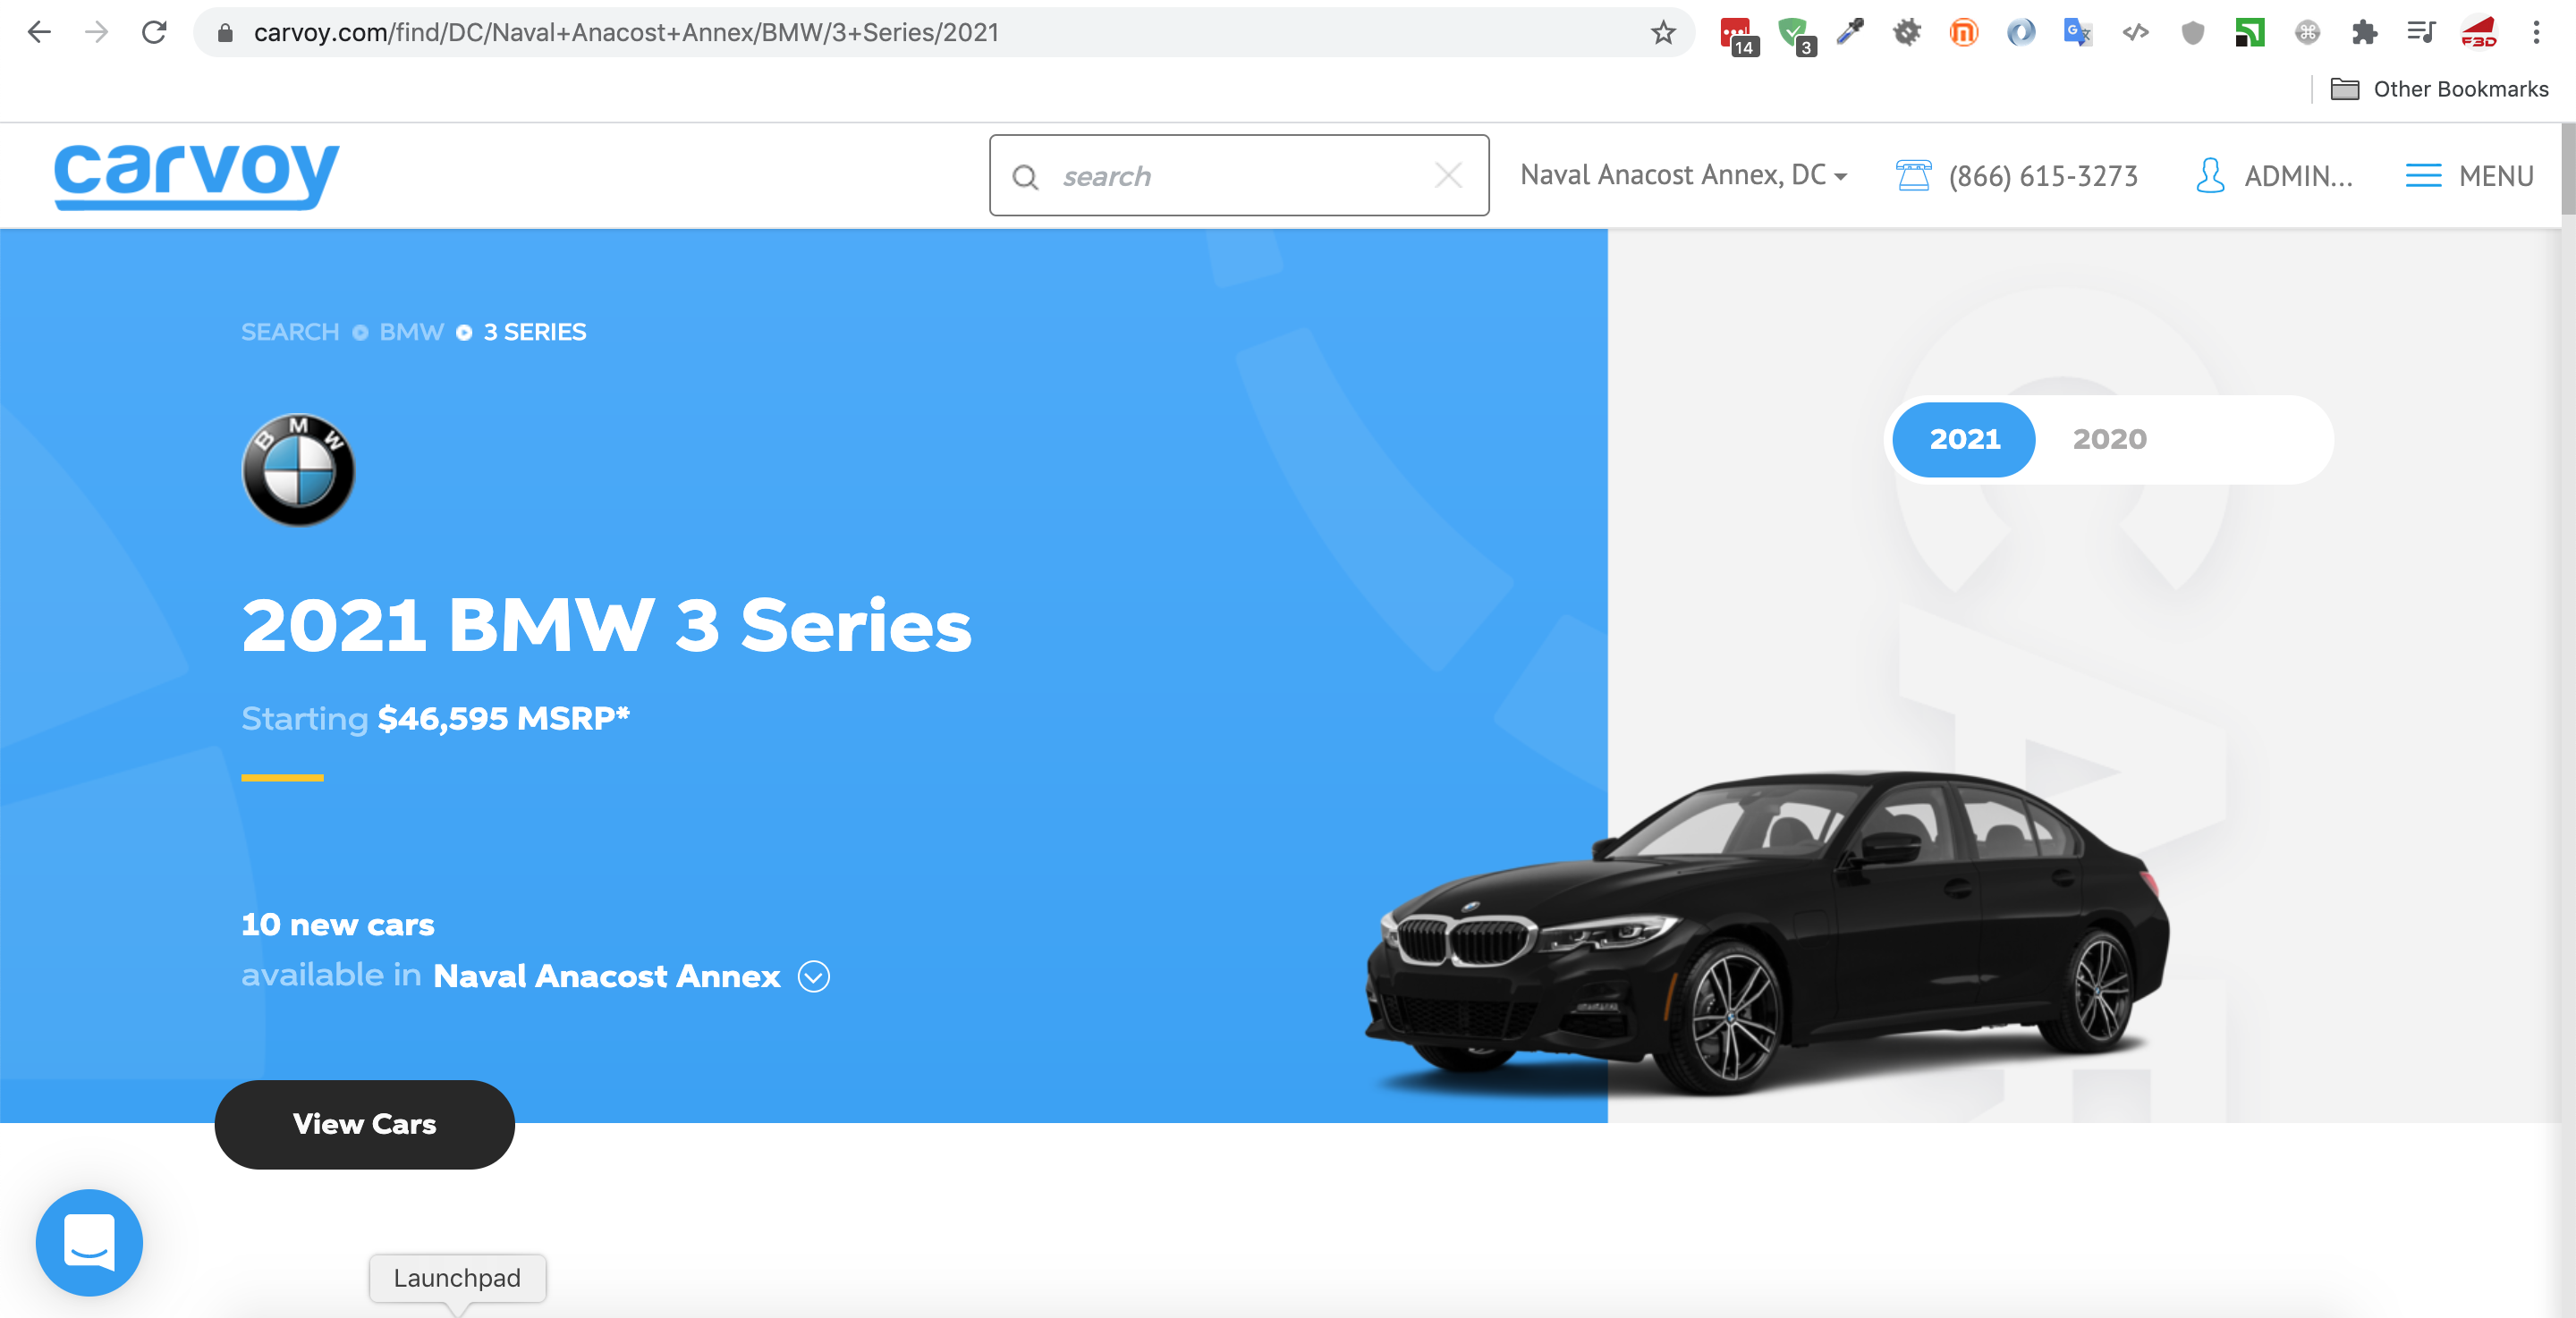 carvoy.com/find/DC/Naval+Anacost+Annex/BMW/3+Series/2021
14
3
F3D
Other Bookmarks
carvoy
search
Naval Anacost Annex, DC
(866) 615-3273
ADMIN...
MENU
SEARCH BMW 3 SERIES
BMW
2021 2020
2021 BMW 3 Series
Starting $46,595 MSRP*
10 new cars
available in Naval Anacost Annex
View Cars
Launchpad